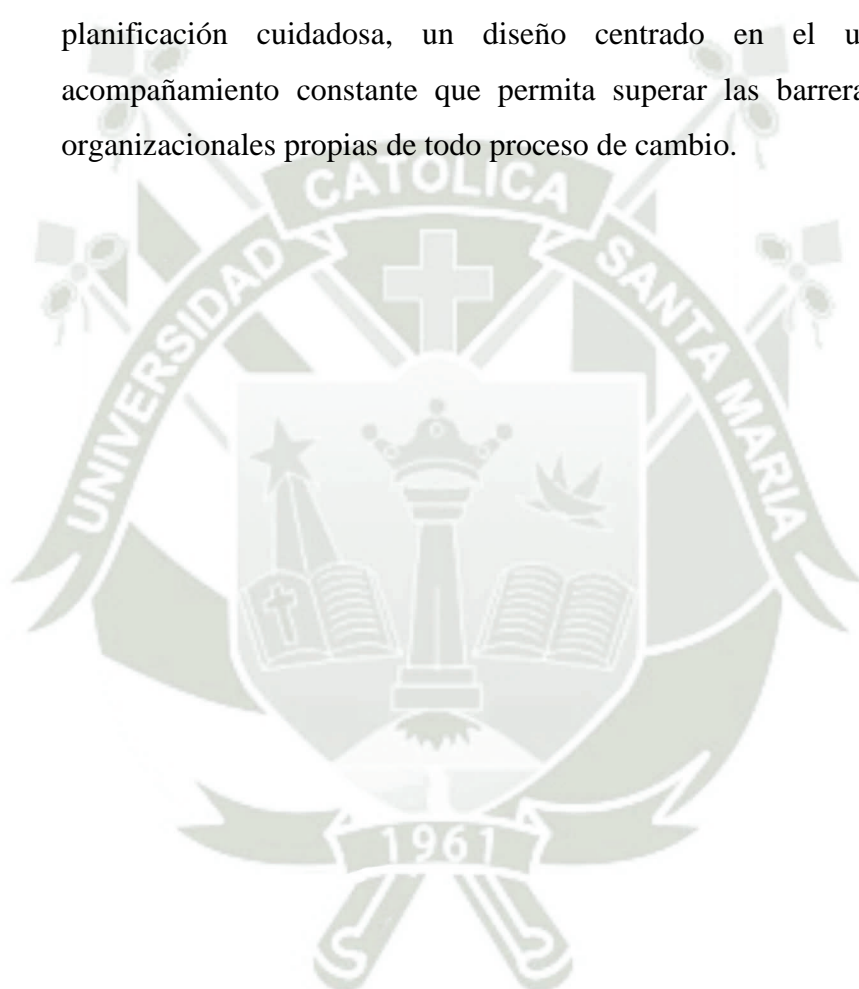 planificación cuidadosa, un diseño centrado en el
acompañamiento constante que permita superar las
organizacionales propias de todo proceso de cambio.
UNIVERSIDAD CATOLICA SANTA MARIA
1961